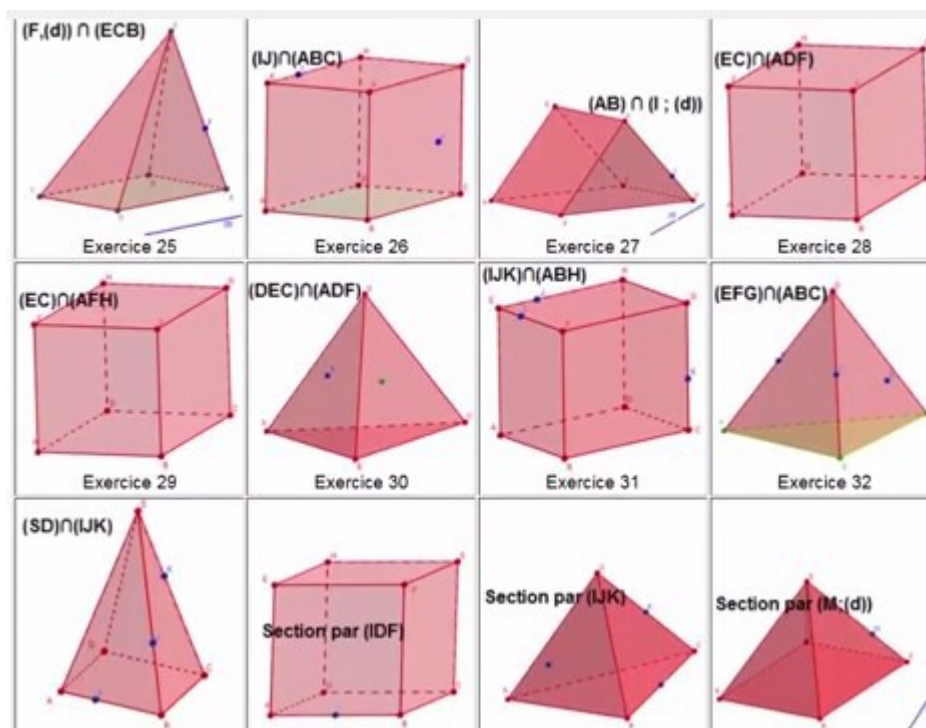 (F,(d)) ∩ (ECB)
Exercice 25
(IJ)∩(ABC)
Exercice 26
(AB) ∩ (I ; (d))
Exercice 27
(EC)∩(ADF)
Exercice 28
(EC)∩(AFH)
Exercice 29
(DEC)∩(ADF)
Exercice 30
(IJK)∩(ABH)
Exercice 31
(EFG)∩(ABC)
Exercice 32
(SD)∩(IJK)
Section par (IDF)
Section par (IJK)
Section par (M;(d))